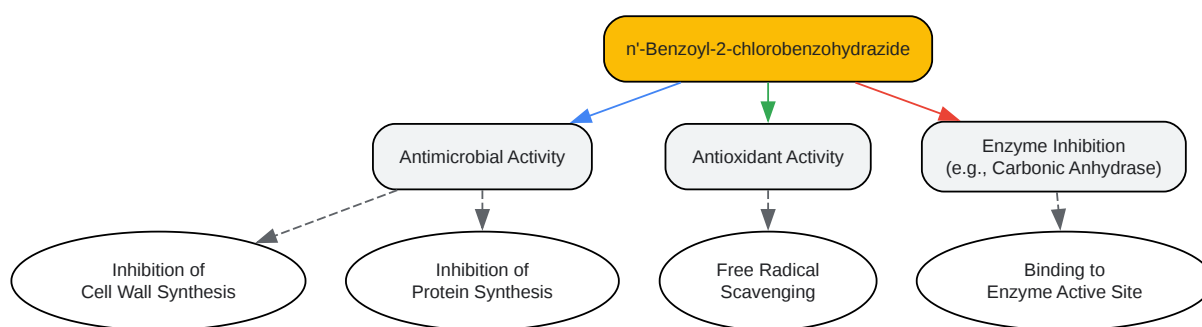 n'-Benzoyl-2-chlorobenzohydrazide
Antimicrobial Activity
Antioxidant Activity
Enzyme Inhibition
(e.g., Carbonic Anhydrase)
Inhibition of
Cell Wall Synthesis
Inhibition of
Protein Synthesis
Free Radical
Scavenging
Binding to
Enzyme Active Site